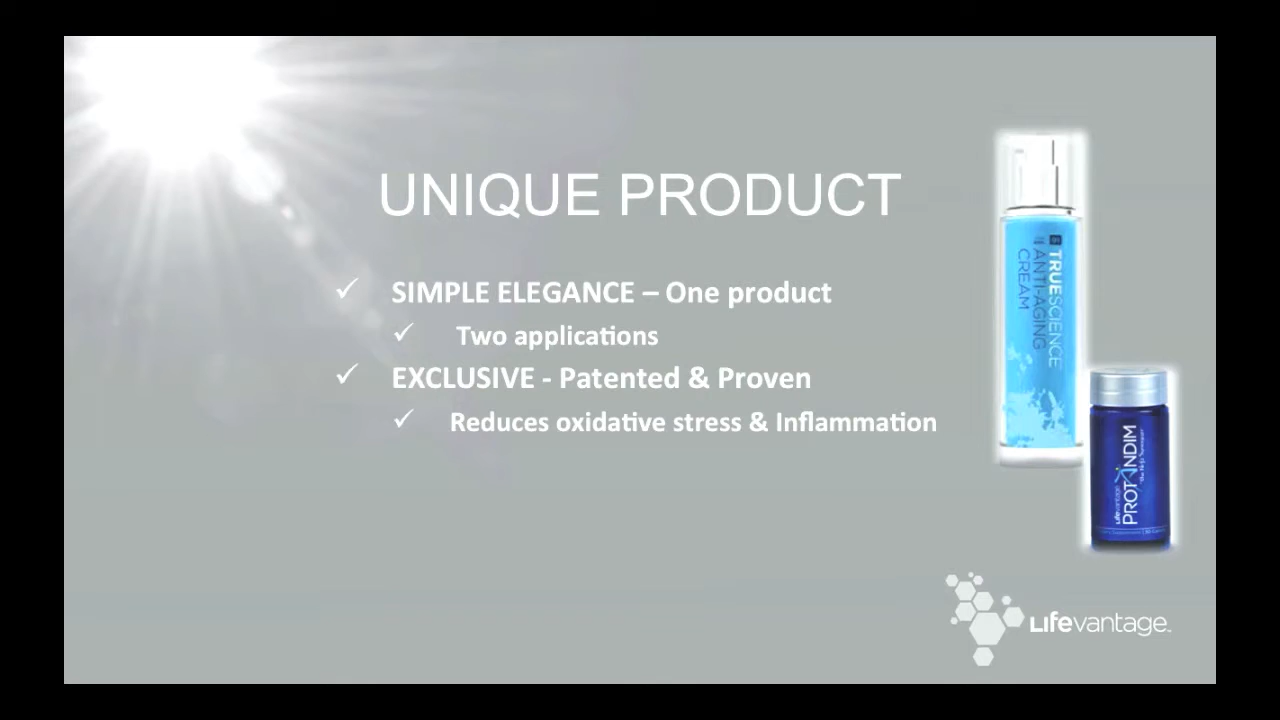 UNIQUE PRODUCT
✓ SIMPLE ELEGANCE – One product
✓ Two applications
✓ EXCLUSIVE - Patented & Proven
✓ Reduces oxidative stress & Inflammation
TRUESCIENCE
ANTI-AGING
CREAM
Lifevantage
PROTANDIM
Lifevantage